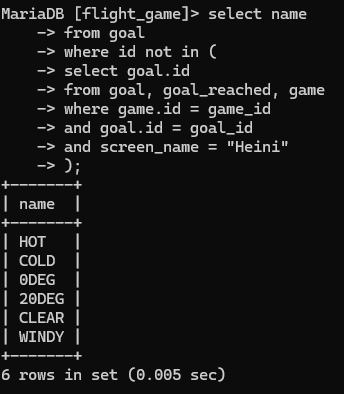 MariaDB [flight_game]> select name
    -> from goal
    -> where id not in (
    -> select goal.id
    -> from goal, goal_reached, game
    -> where game.id = game_id
    -> and goal.id = goal_id
    -> and screen_name = "Heini"
    -> );
+-------+
| name  |
+-------+
| HOT   |
| COLD  |
| 0DEG  |
| 20DEG |
| CLEAR |
| WINDY |
+-------+
6 rows in set (0.005 sec)